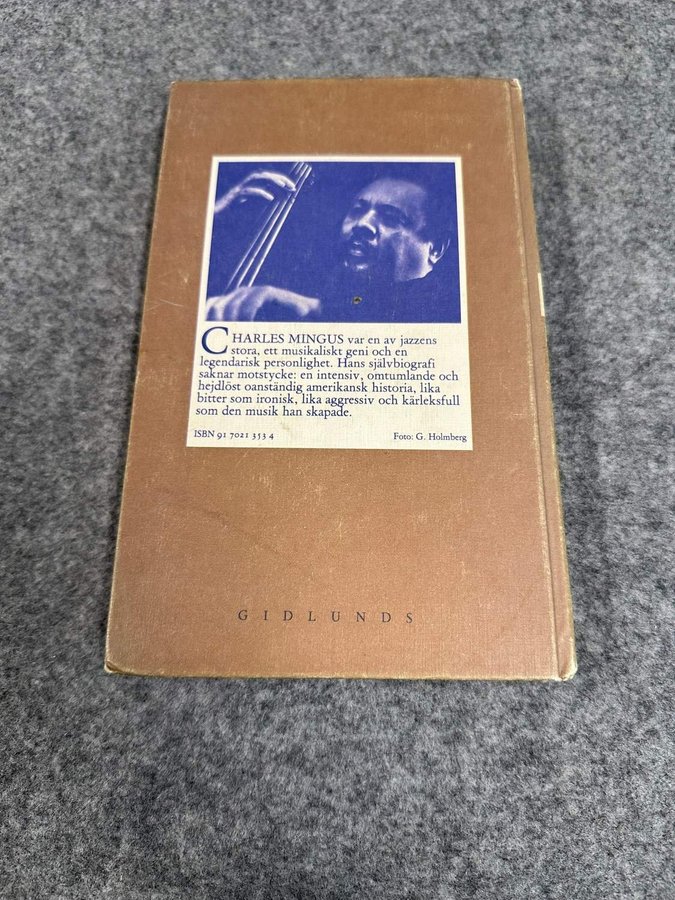 CHARLES MINGUS var en av jazzens
stora, ett musikaliskt geni och en
legendarisk personlighet. Hans självbiografi
saknar motstycke: en intensiv, omtumlande och
hejdlöst oanständig amerikansk historia, lika
bitter som ironisk, lika aggressiv och kärleksfull
som den musik han skapade.
ISBN 91 7021 353 4 Foto: G. Holmberg
GIDLUNDS